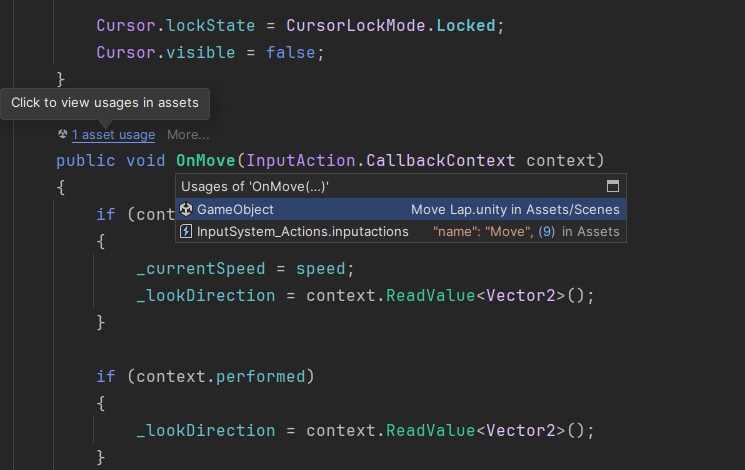 Cursor.lockState = CursorLockMode.Locked;
Cursor.visible = false;
}
Click to view usages in assets
1 asset usage More...
public void OnMove(InputAction.CallbackContext context)
{
Usages of 'OnMove(...)'
if (cont
GameObject Move Lap.unity in Assets/Scenes
{
InputSystem_Actions.inputactions "name": "Move", (9) in Assets
_currentSpeed = speed;
_lookDirection = context.ReadValue<Vector2>();
}
if (context.performed)
{
_lookDirection = context.ReadValue<Vector2>();
}